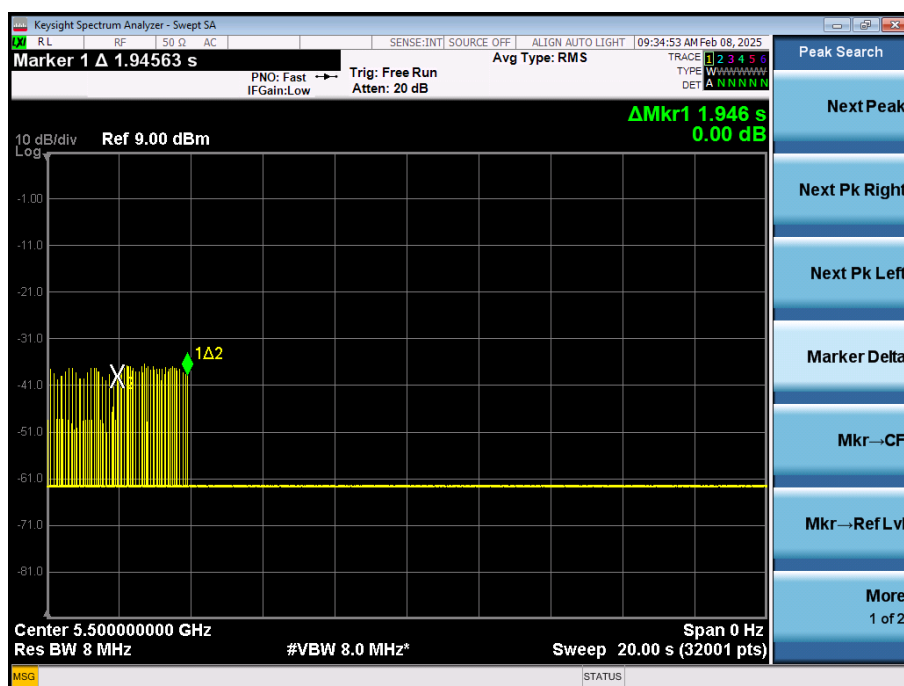 Keysight Spectrum Analyzer - Swept SA
LXI RL RF 50 Ω AC SENSE:INT SOURCE OFF ALIGN AUTO LIGHT 09:34:53 AM Feb 08, 2025
Marker 1 Δ 1.94563 s
PNO: Fast
IFGain:Low
Trig: Free Run
Atten: 20 dB
Avg Type: RMS
TRACE 1 2 3 4 5 6
TYPE WWWWWW
DET A N N N N N
ΔMkr1 1.946 s
0.00 dB
10 dB/div Ref 9.00 dBm
Log
-1.00
-11.0
-21.0
-31.0
-41.0
-51.0
-61.0
-71.0
-81.0
1Δ2
Center 5.500000000 GHz Span 0 Hz
Res BW 8 MHz #VBW 8.0 MHz* Sweep 20.00 s (32001 pts)
MSG STATUS
Peak Search
Next Peak
Next Pk Right
Next Pk Left
Marker Delta
Mkr→CF
Mkr→Ref Lvl
More
1 of 2